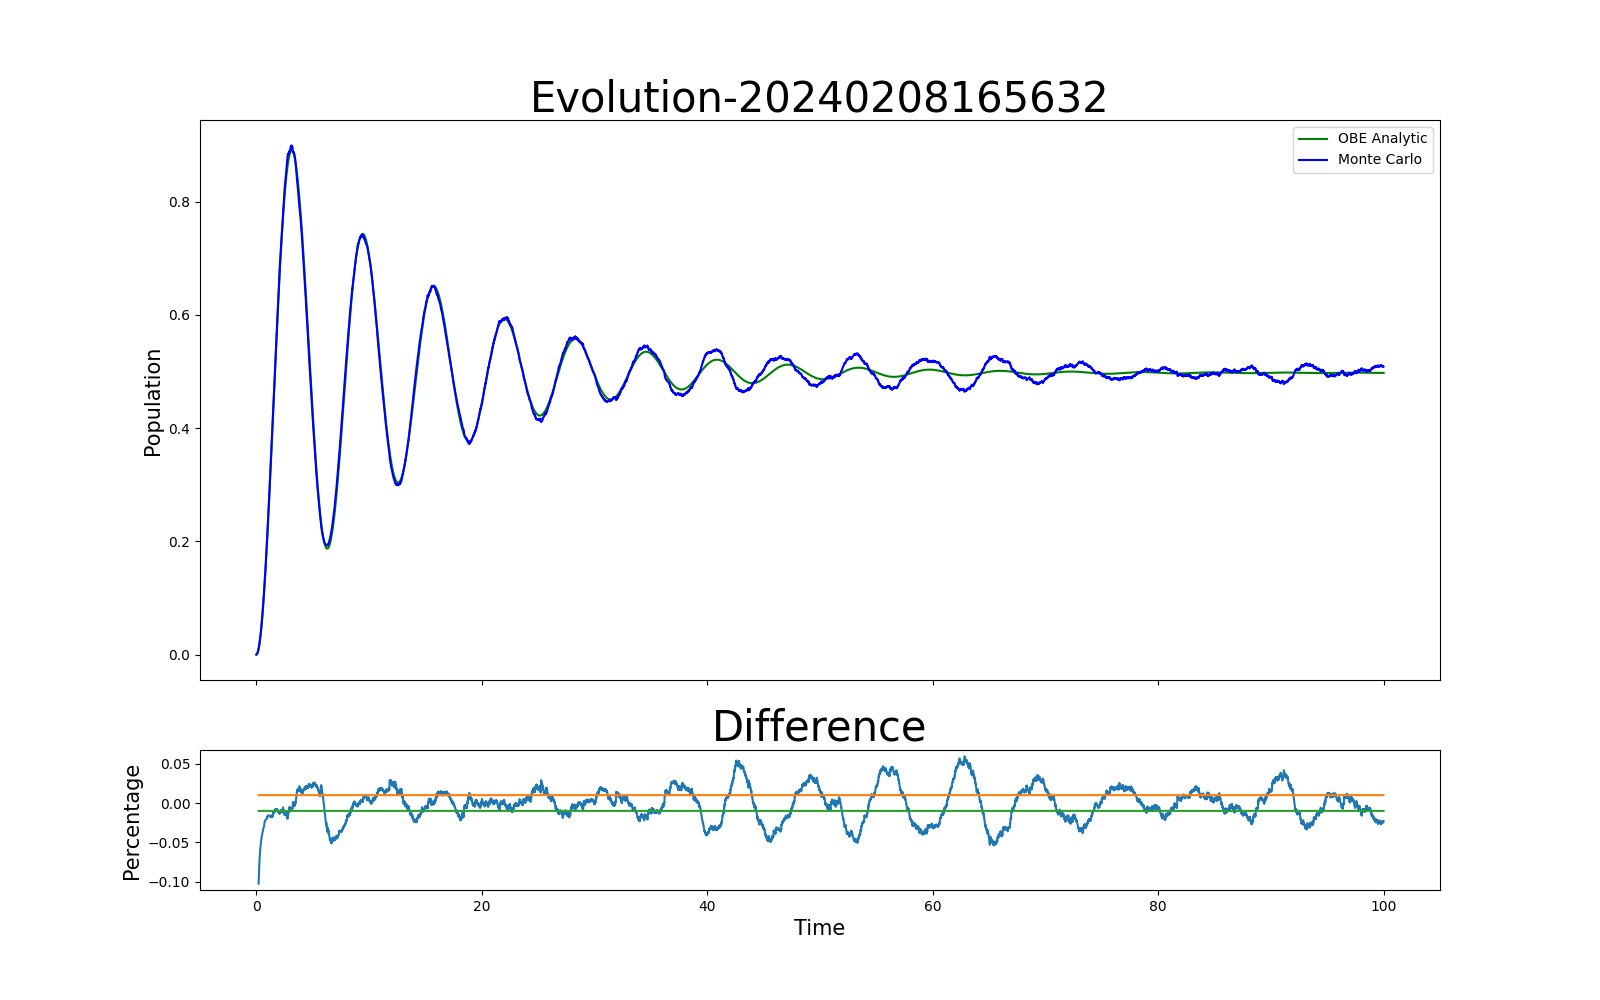 Evolution-20240208165632
OBE Analytic
Monte Carlo
0.8
0.6
0.4
0.2
0.0
Population
Difference
0.05
0.00
−0.05
−0.10
Percentage
0 20 40 60 80 100
Time